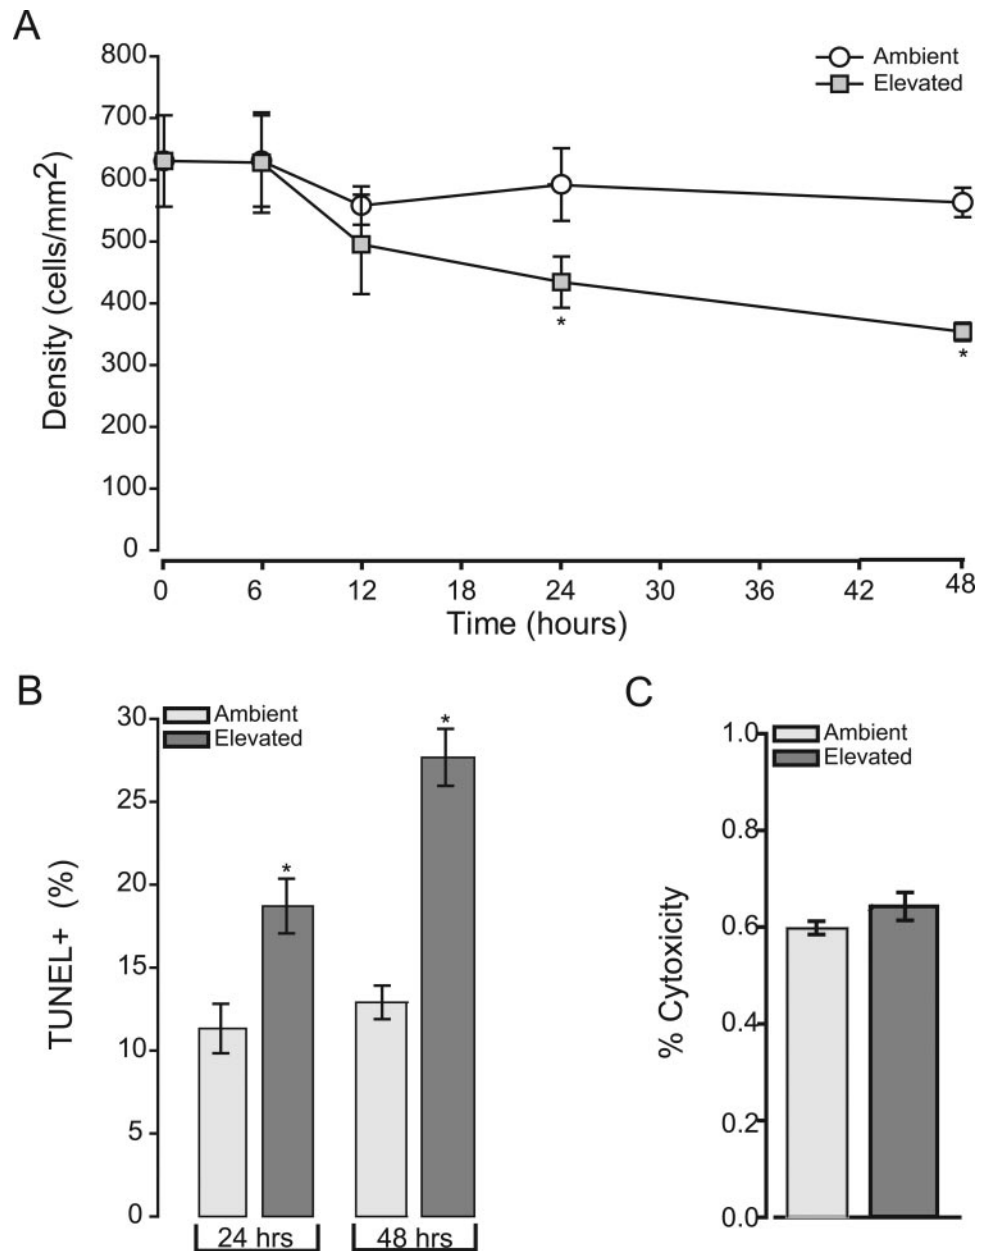 A
800
700
600
500
400
300
200
100
0
Density (cells/mm2)
Ambient
Elevated
*
*
0 6 12 18 24 30 36 42 48
Time (hours)
B
Ambient
Elevated
30
25
20
15
10
5
0
TUNEL+ (%)
*
*
24 hrs 48 hrs
C
Ambient
Elevated
1.0
0.8
0.6
0.4
0.2
0.0
% Cytoxicity